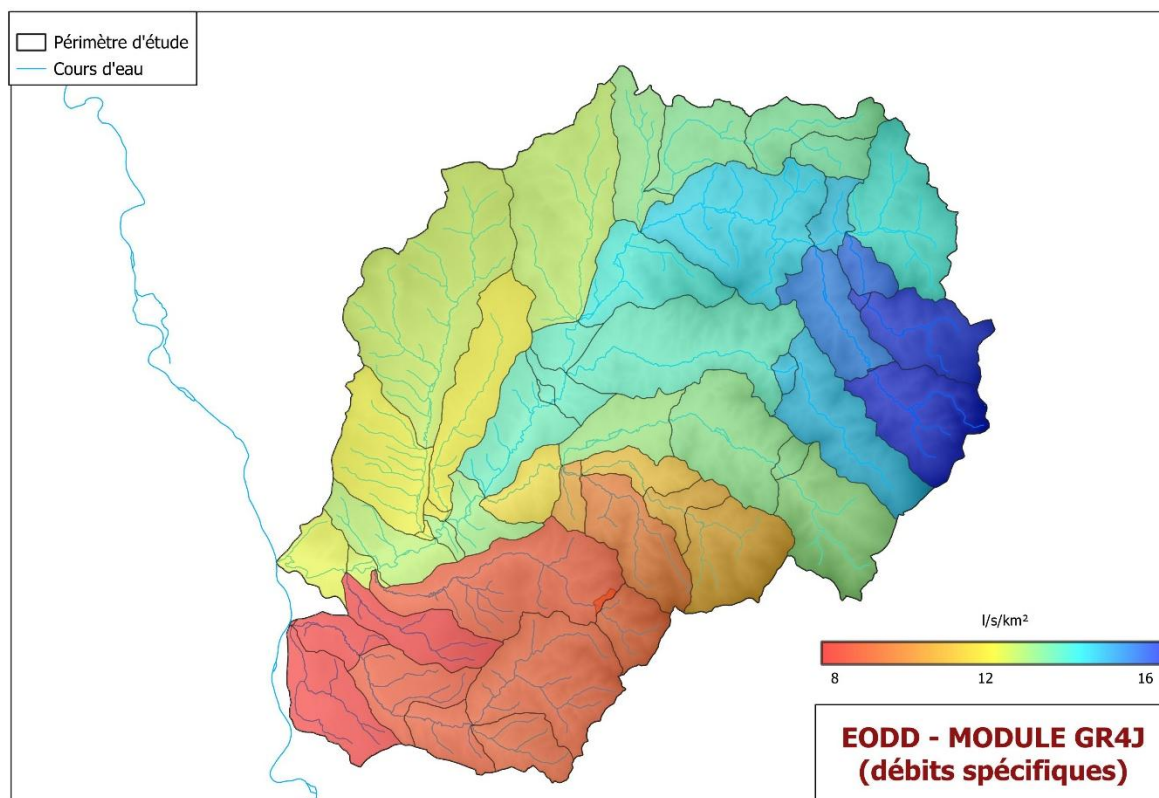 Périmètre d'étude
Cours d'eau
l/s/km²
8 12 16
EODD - MODULE GR4J
(débits spécifiques)